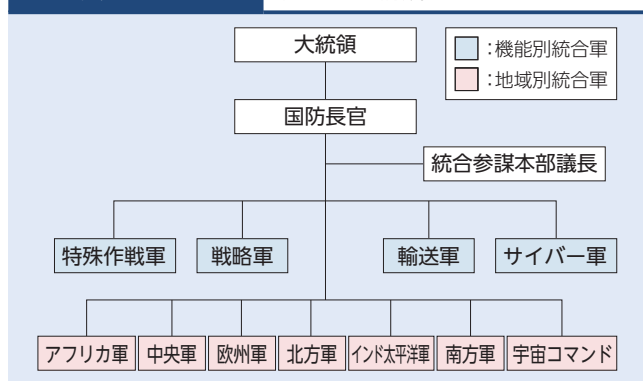 大統領
：機能別統合軍
：地域別統合軍
国防長官
統合参謀本部議長
特殊作戦軍
戦略軍
輸送軍
サイバー軍
アフリカ軍
中央軍
欧州軍
北方軍
インド太平洋軍
南方軍
宇宙コマンド